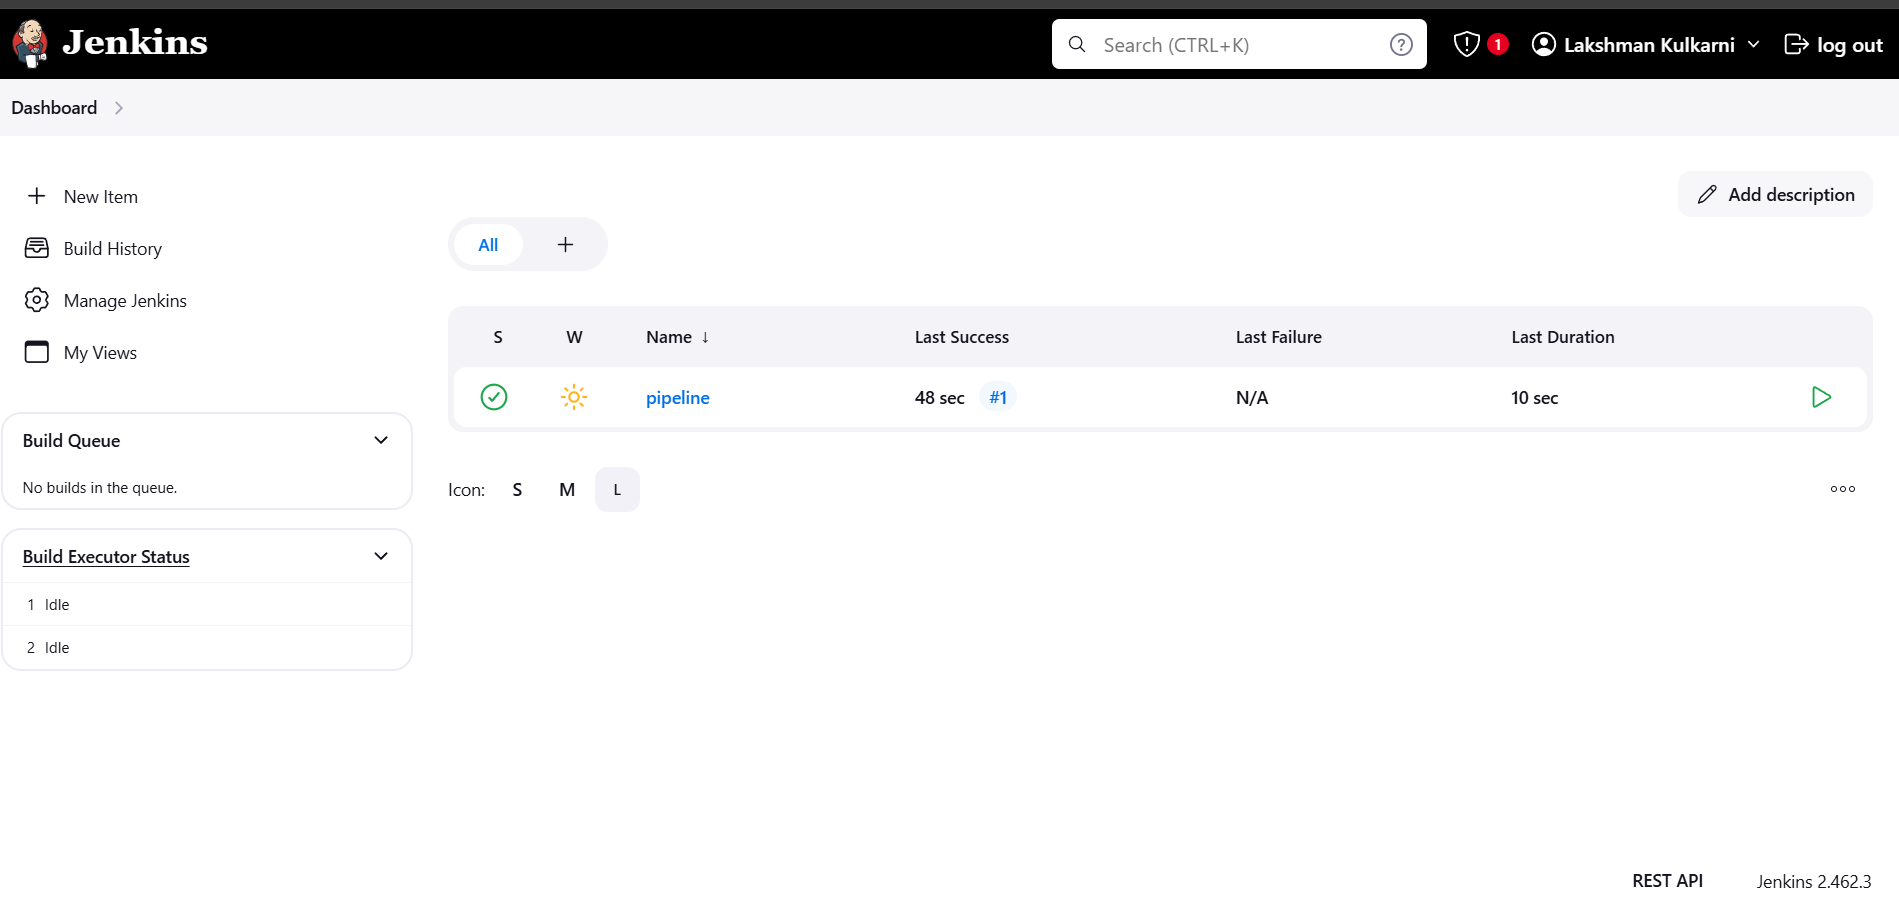 Jenkins
Search (CTRL+K)
?
1
Lakshman Kulkarni
log out
Dashboard
New Item
Build History
Manage Jenkins
My Views
Build Queue
No builds in the queue.
Build Executor Status
1 Idle
2 Idle
Add description
All +
S W Name ↓ Last Success Last Failure Last Duration
pipeline 48 sec #1 N/A 10 sec
Icon: S M L
REST API Jenkins 2.462.3